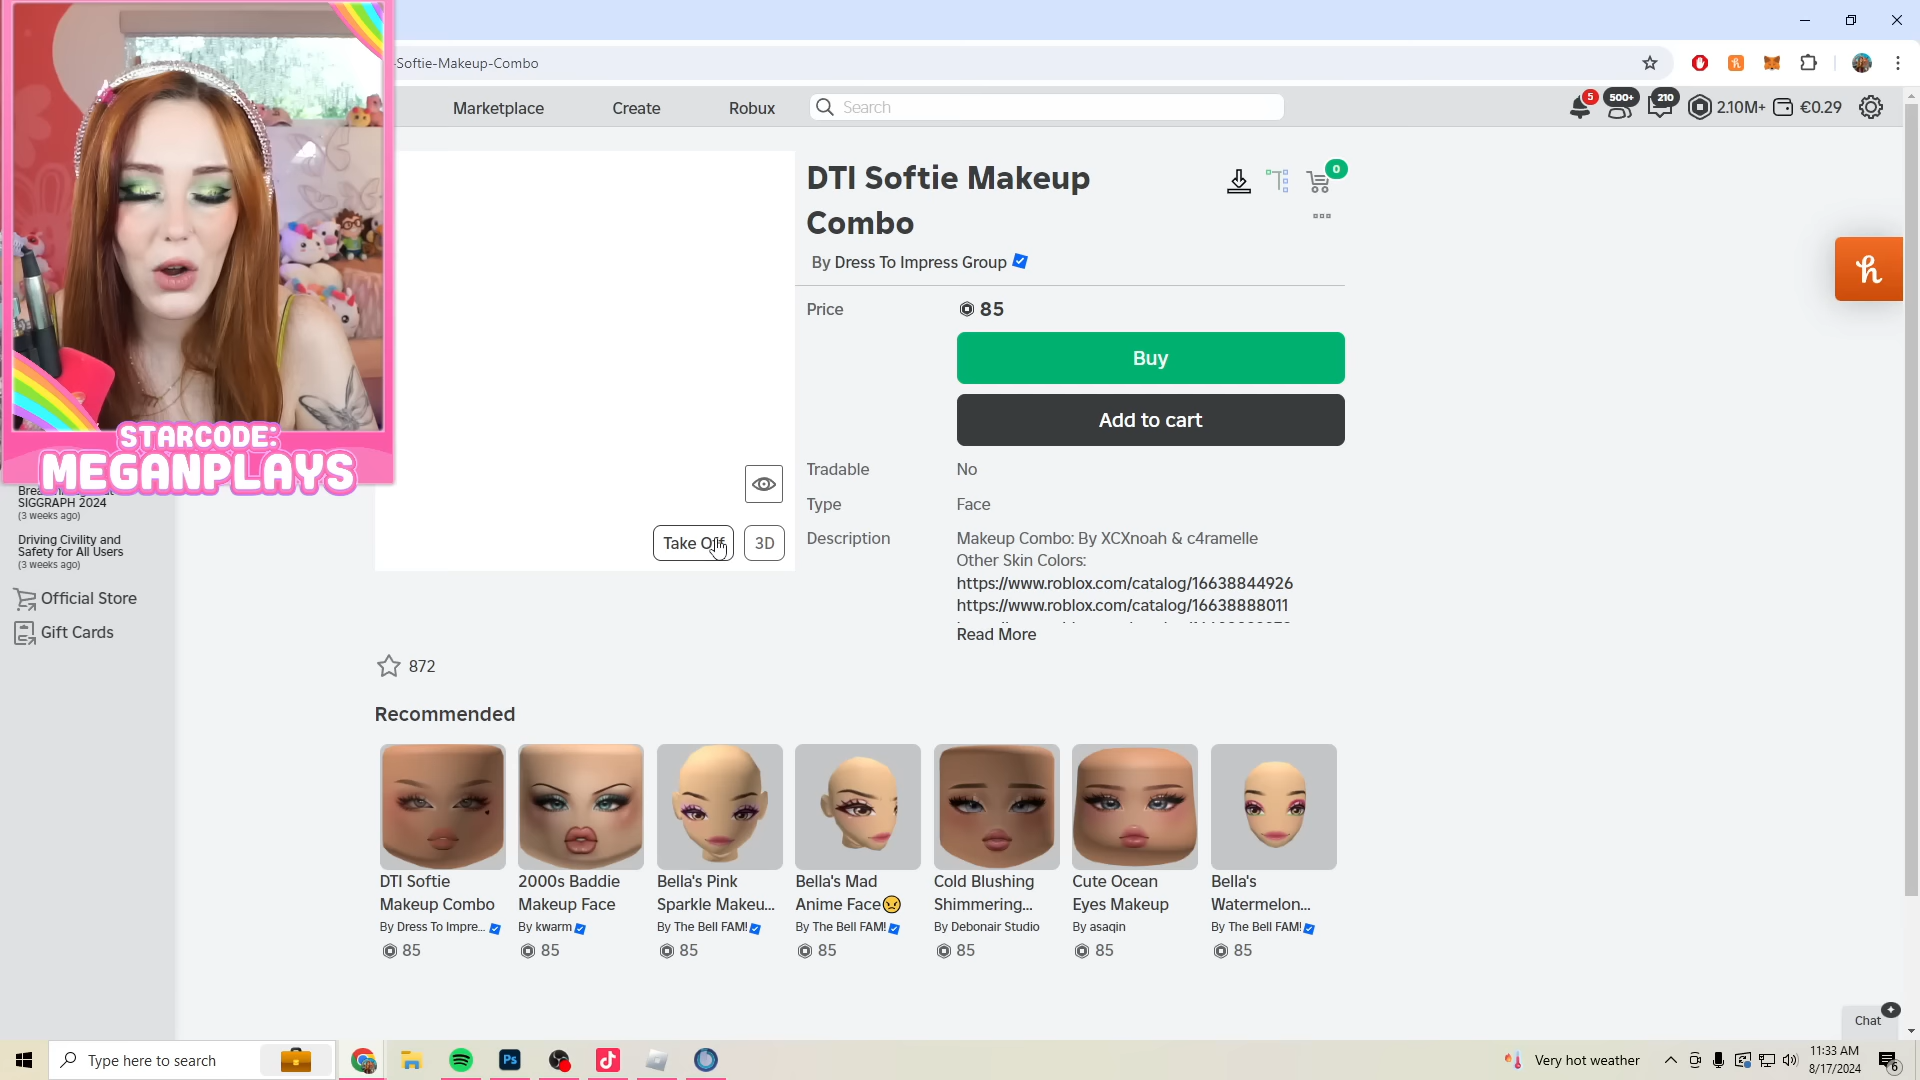 -Softie-Makeup-Combo
Marketplace
Create
Robux
Search
5
500+
210
2.10M+
€0.29
STARCODE:
MEGANPLAYS
SIGGRAPH 2024
(3 weeks ago)
Driving Civility and
Safety for All Users
(3 weeks ago)
Official Store
Gift Cards
Take Off
3D
DTI Softie Makeup
Combo
0
By Dress To Impress Group
Price
85
Buy
Add to cart
Tradable
No
Type
Face
Description
Makeup Combo: By XCXnoah & c4ramelle
Other Skin Colors:
https://www.roblox.com/catalog/16638844926
https://www.roblox.com/catalog/16638888011
Read More
872
Recommended
DTI Softie
Makeup Combo
By Dress To Impre...
85
2000s Baddie
Makeup Face
By kwarm
85
Bella's Pink
Sparkle Makeu...
By The Bell FAM!
85
Bella's Mad
Anime Face
By The Bell FAM!
85
Cold Blushing
Shimmering...
By Debonair Studio
85
Cute Ocean
Eyes Makeup
By asaqin
85
Bella's
Watermelon...
By The Bell FAM!
85
Chat
Type here to search
Ps
Very hot weather
11:33 AM
8/17/2024
6